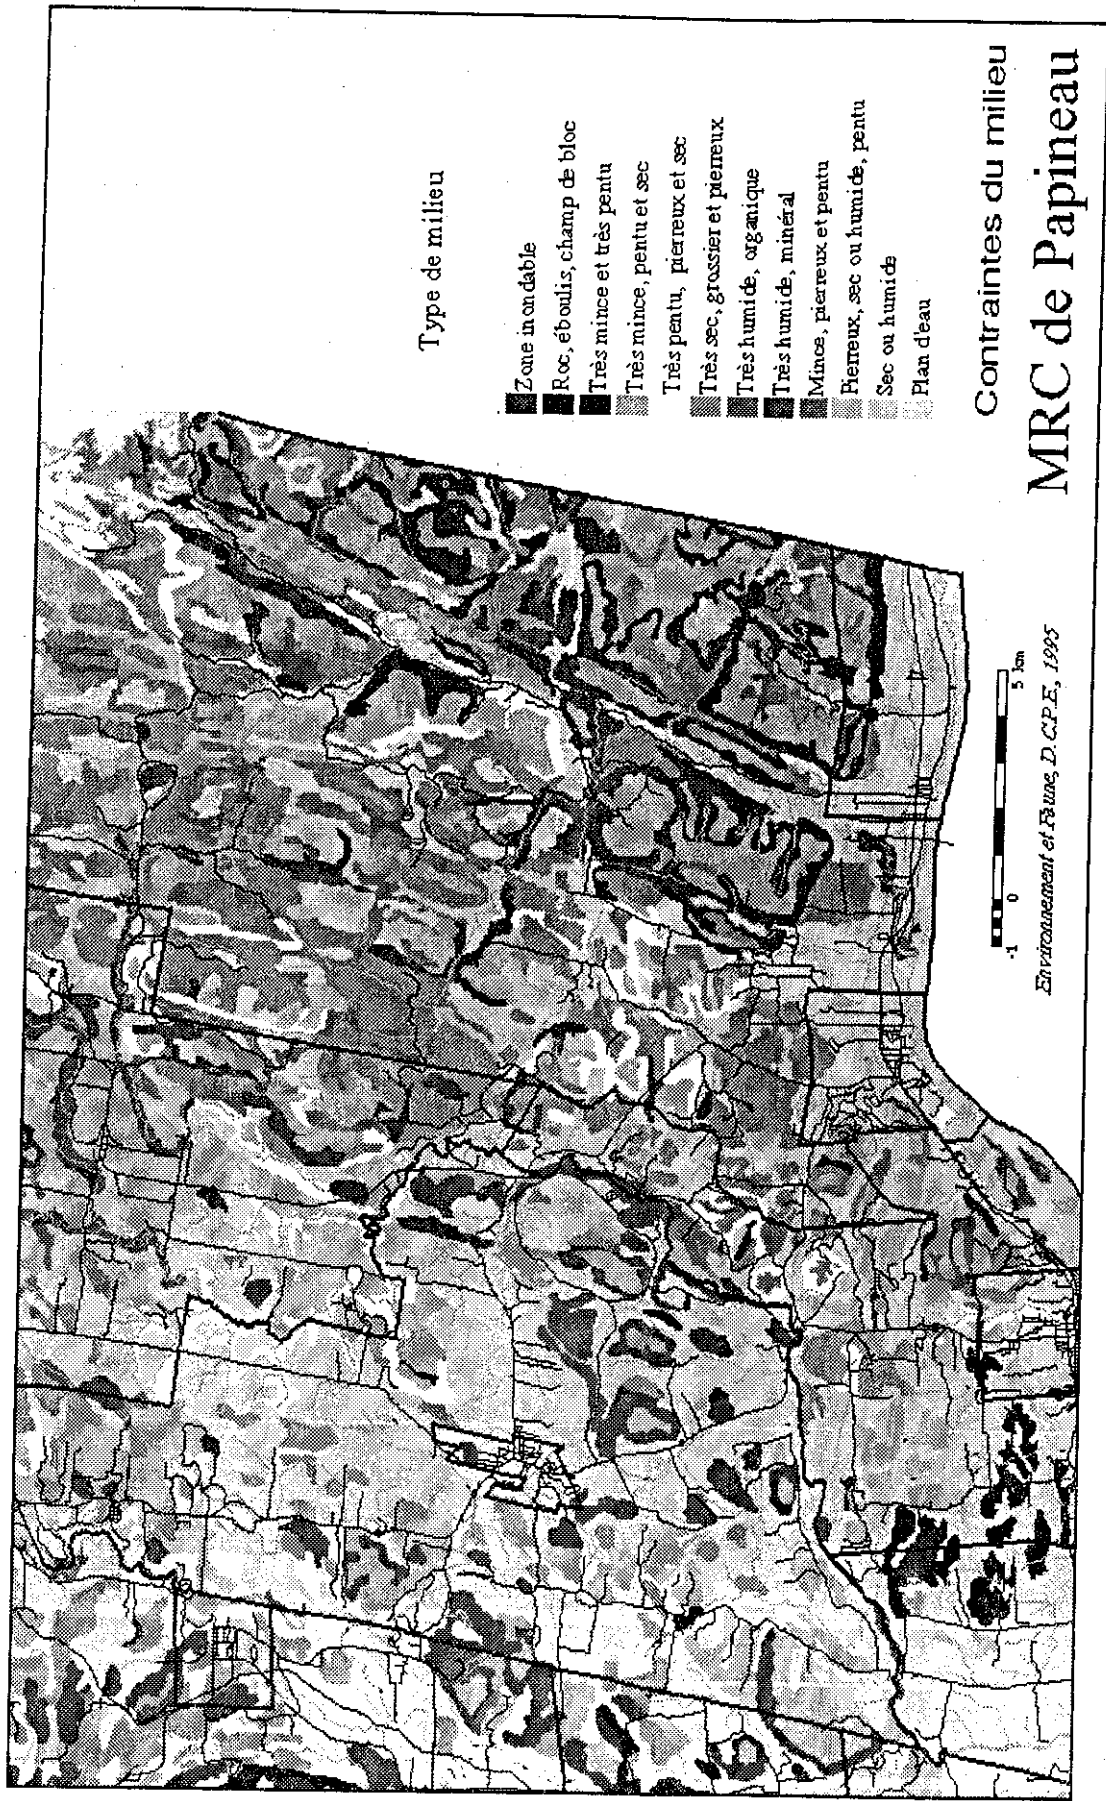 Type de milieu
Zone inondable
Roc, éboulis, champ de bloc
Très mince et très pentu
Très mince, pentu et sec
Très pentu, pierreux et sec
Très sec, grossier et pierreux
Très humide, organique
Très humide, minéral
Mince, pierreux et pentu
Pierreux, sec ou humide, pentu
Sec ou humide
Plan d'eau
Contraintes du milieu
MRC de Papineau
-1 0 5 km
Environnement et Faune, D.C.P.E., 1995